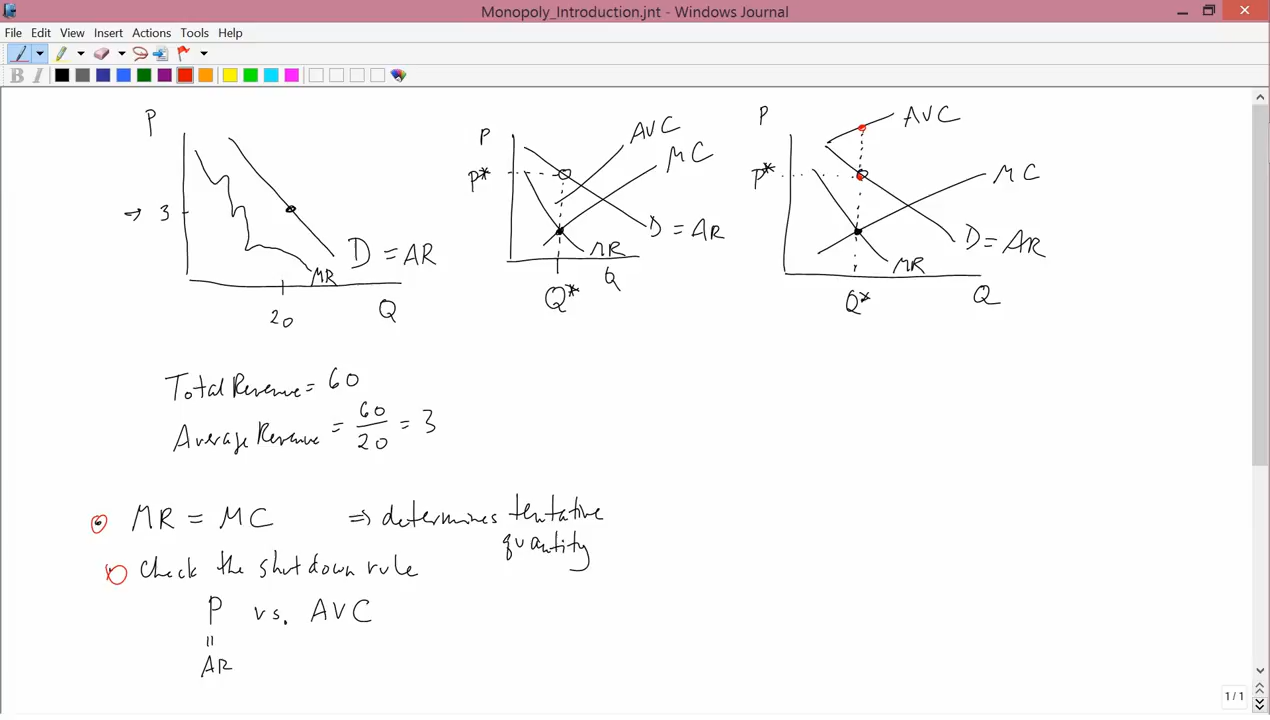 Monopoly_Introduction.jnt - Windows Journal
File Edit View Insert Actions Tools Help
B I
P
→ 3
MR
D = AR
20
Q
P
AVC
MC
P*
D = AR
MR
Q*
Q
P
AVC
P*
MC
D = AR
MR
Q*
Q
Total Revenue = 60
Average Revenue = 60/20 = 3
MR = MC ⇒ determines tentative
quantity
Check the shutdown rule
P vs. AVC
=
AR
1 / 1